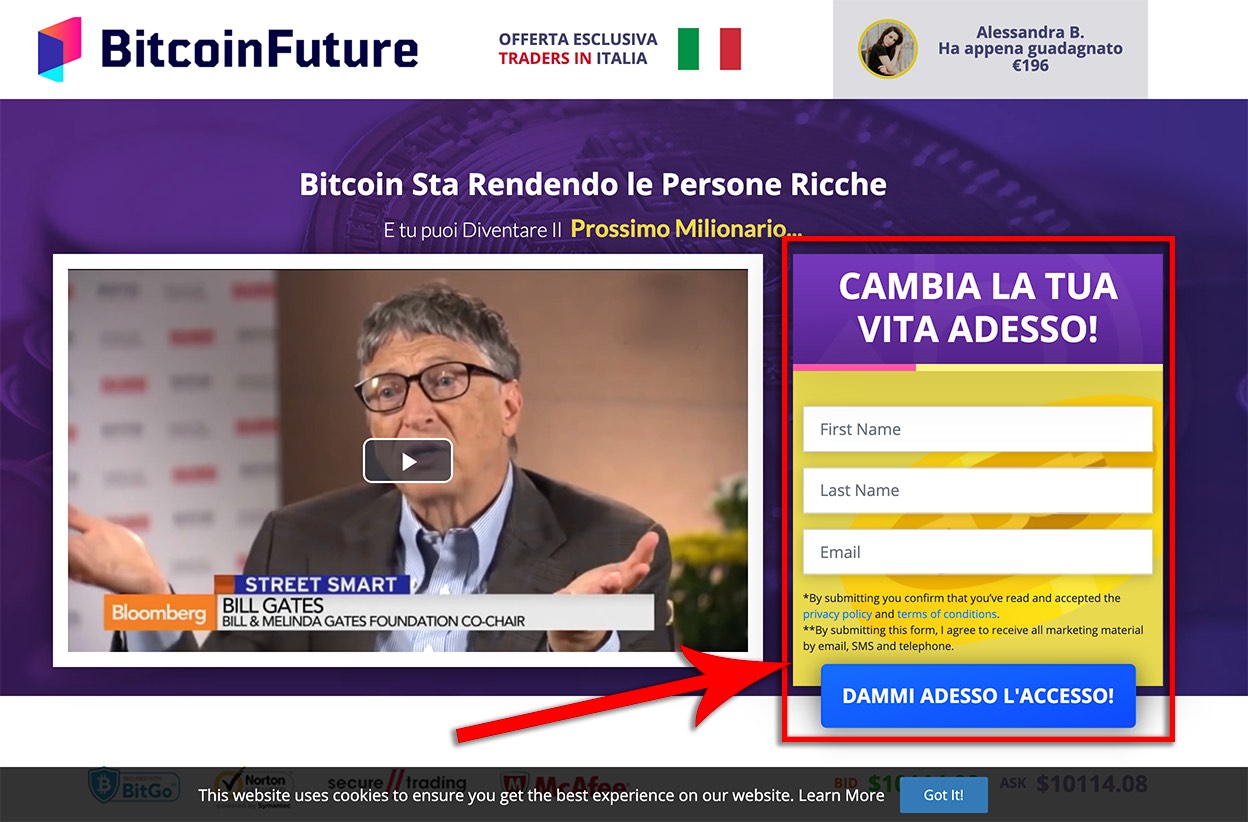 BitcoinFuture
OFFERTA ESCLUSIVA
TRADERS IN ITALIA
Alessandra B.
Ha appena guadagnato
€196
Bitcoin Sta Rendendo le Persone Ricche
E tu puoi Diventare Il Prossimo Milionario...
STREET SMART
Bloomberg
BILL GATES
BILL & MELINDA GATES FOUNDATION CO-CHAIR
CAMBIA LA TUA
VITA ADESSO!
First Name
Last Name
Email
*By submitting you confirm that you've read and accepted the
privacy policy and terms of conditions.
**By submitting this form, I agree to receive all marketing material
by email, SMS and telephone.
DAMMI ADESSO L'ACCESSO!
BitGo
Norton
secure//trading
McAfee
BID
ASK $10114.08
This website uses cookies to ensure you get the best experience on our website. Learn More
Got It!